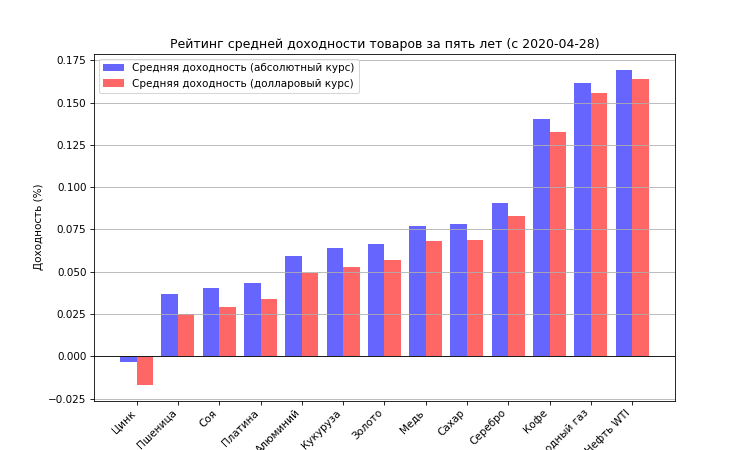 Рейтинг средней доходности товаров за пять лет (с 2020-04-28)
Средняя доходность (абсолютный курс)
Средняя доходность (долларовый курс)
Доходность (%)
0.175
0.150
0.125
0.100
0.075
0.050
0.025
0.000
−0.025
Цинк
Пшеница
Соя
Платина
Алюминий
Кукуруза
Золото
Медь
Сахар
Серебро
Кофе
газ
Нефть WTI